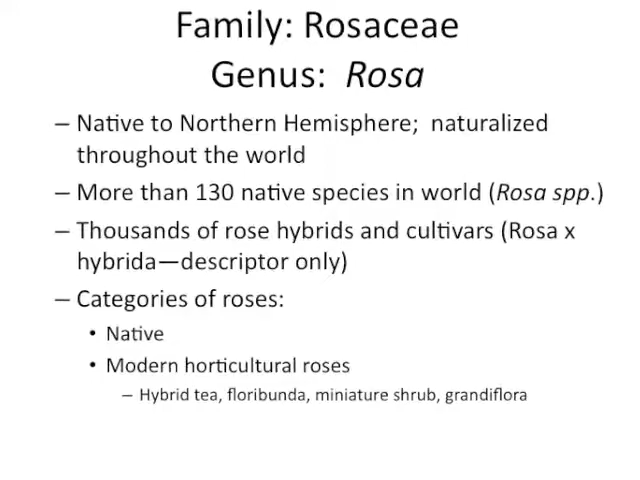 Family: Rosaceae
Genus: Rosa
– Native to Northern Hemisphere; naturalized
throughout the world
– More than 130 native species in world (Rosa spp.)
– Thousands of rose hybrids and cultivars (Rosa x
hybrida—descriptor only)
– Categories of roses:
• Native
• Modern horticultural roses
– Hybrid tea, floribunda, miniature shrub, grandiflora